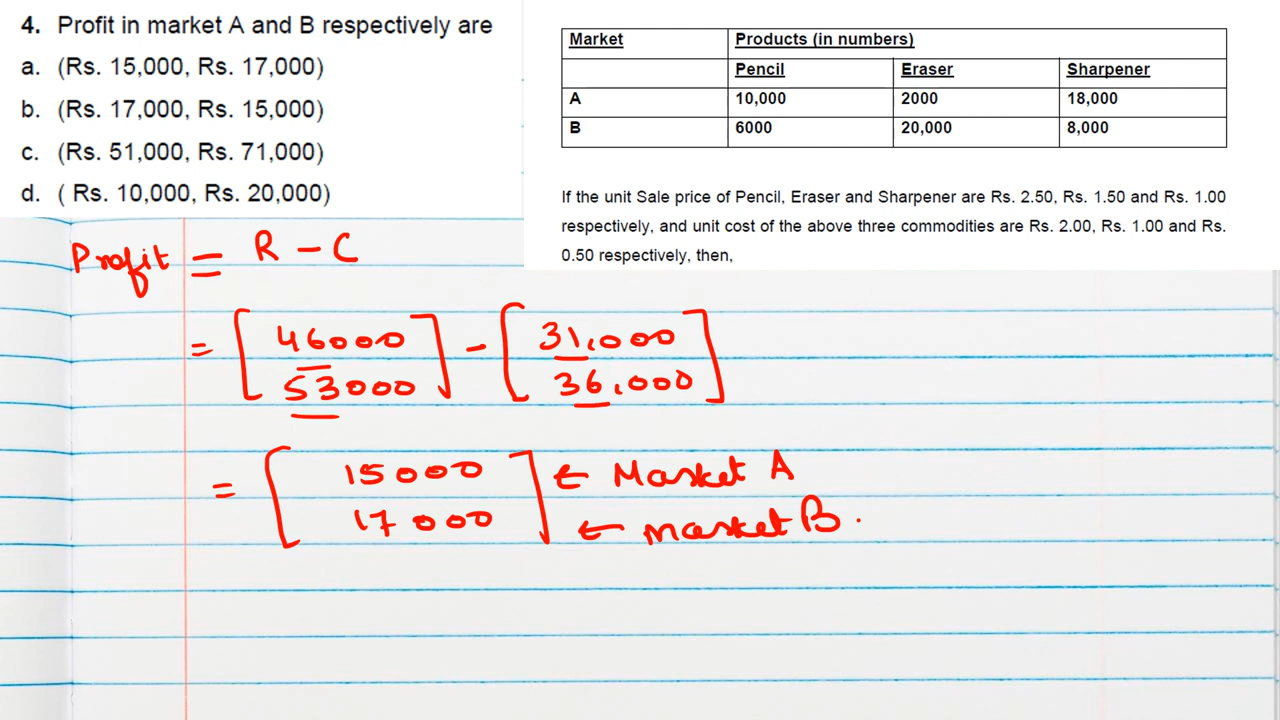 4. Profit in market A and B respectively are
a. (Rs. 15,000, Rs. 17,000)
b. (Rs. 17,000, Rs. 15,000)
c. (Rs. 51,000, Rs. 71,000)
d. ( Rs. 10,000, Rs. 20,000)
Market Products (in numbers)
Pencil Eraser Sharpener
A 10,000 2000 18,000
B 6000 20,000 8,000
If the unit Sale price of Pencil, Eraser and Sharpener are Rs. 2.50, Rs. 1.50 and Rs. 1.00
respectively, and unit cost of the above three commodities are Rs. 2.00, Rs. 1.00 and Rs.
0.50 respectively, then,
Profit = R - C
= [ 46000 ] - [ 31,000 ]
53000 36,000
= [ 15000 ] ← Market A
17000 ← market B.